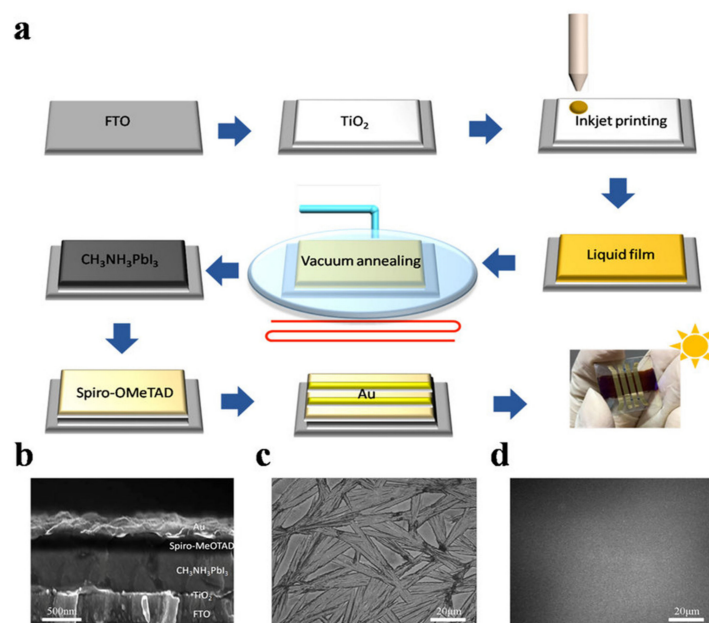 a
FTO
TiO₂
Inkjet printing
CH₃NH₃PbI₃
Vacuum annealing
Liquid film
Spiro-OMeTAD
Au
b
c
d
Au
Spiro-MeOTAD
CH₃NH₃PbI₃
TiO₂
FTO
500nm
20μm
20μm